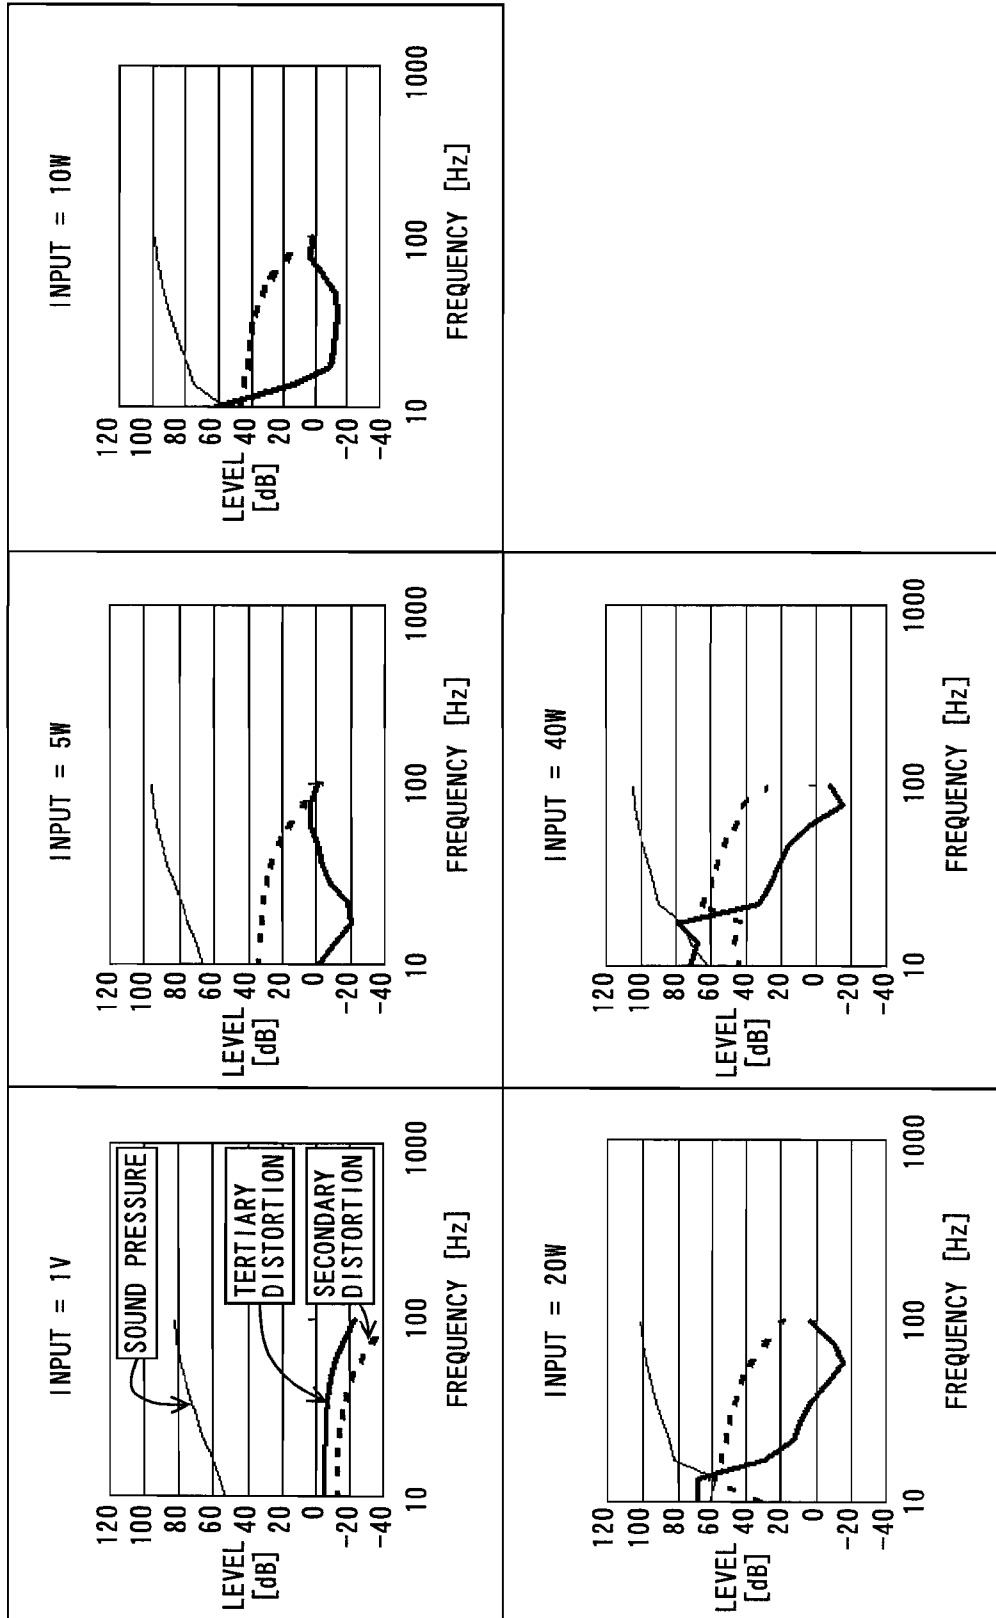 INPUT = 1V
120
100
80
60
LEVEL 40
[dB] 20
0
-20
-40
10
100
1000
FREQUENCY [Hz]
SOUND PRESSURE
TERTIARY
DISTORTION
SECONDARY
DISTORTION
INPUT = 5W
120
100
80
60
LEVEL 40
[dB] 20
0
-20
-40
10
100
1000
FREQUENCY [Hz]
INPUT = 10W
120
100
80
60
LEVEL 40
[dB] 20
0
-20
-40
10
100
1000
FREQUENCY [Hz]
INPUT = 20W
120
100
80
60
LEVEL 40
[dB] 20
0
-20
-40
10
100
1000
FREQUENCY [Hz]
INPUT = 40W
120
100
80
60
LEVEL 40
[dB] 20
0
-20
-40
10
100
1000
FREQUENCY [Hz]